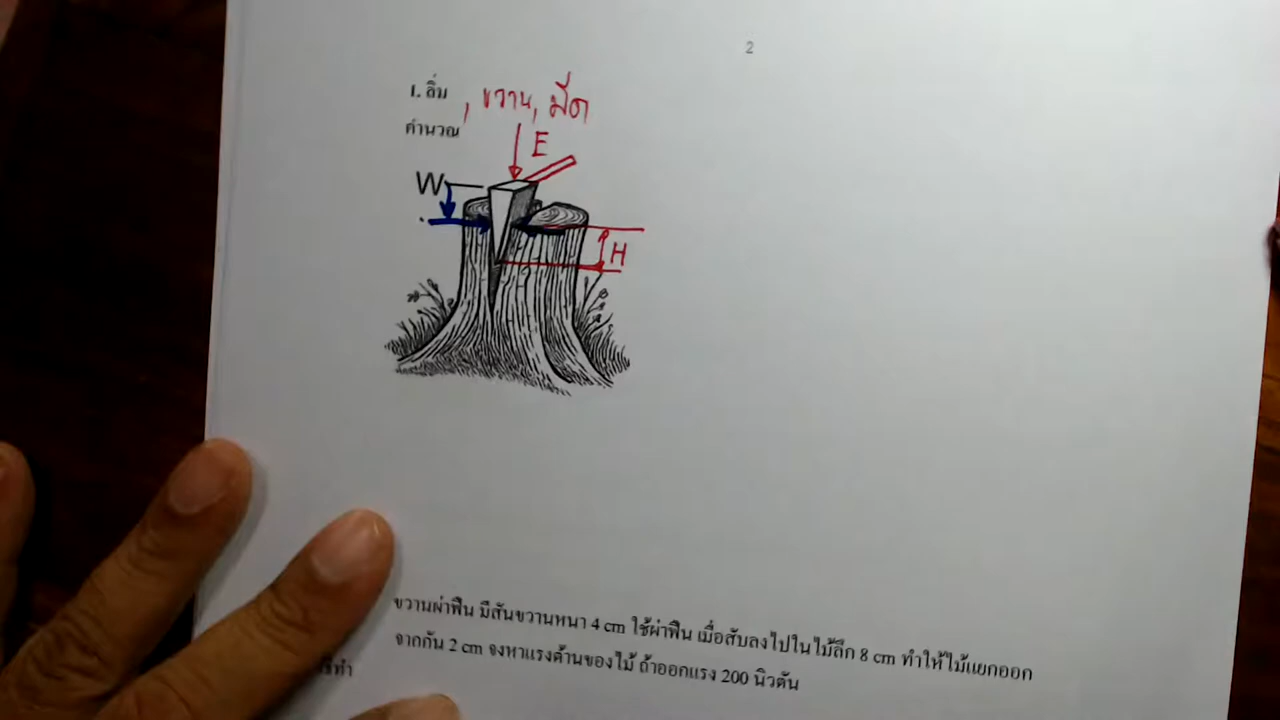 2
1. ลิ่ม , ขวาน, มีด
คำนวณ
E
W
H
ขวานผ่าฟืน มีสันขวานหนา 4 cm ใช้ผ่าฟืน เมื่อสับลงไปในไม้ลึก 8 cm ทำให้ไม้แยกออก
จากกัน 2 cm จงหาแรงต้านของไม้ ถ้าออกแรง 200 นิวตัน
ทำ